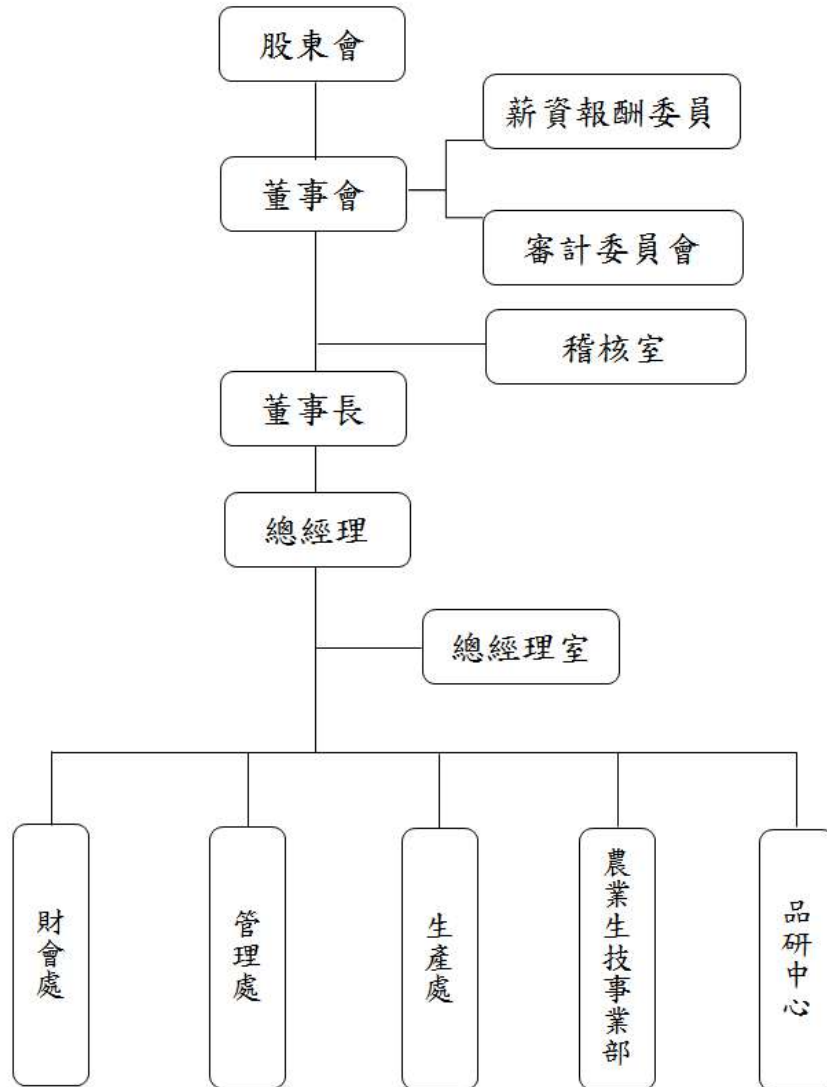 股東會
薪資報酬委員
董事會
審計委員會
稽核室
董事長
總經理
總經理室
財會處
管理處
生產處
農業生技事業部
品研中心